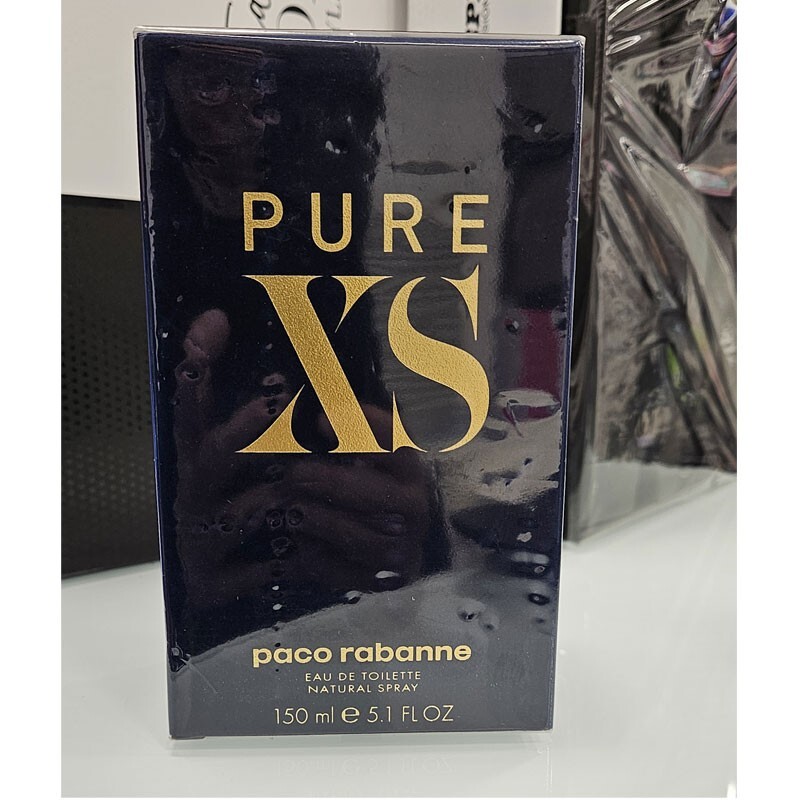 PURE
XS
paco rabanne
EAU DE TOILETTE
NATURAL SPRAY
150 ml ℮ 5.1 FL OZ